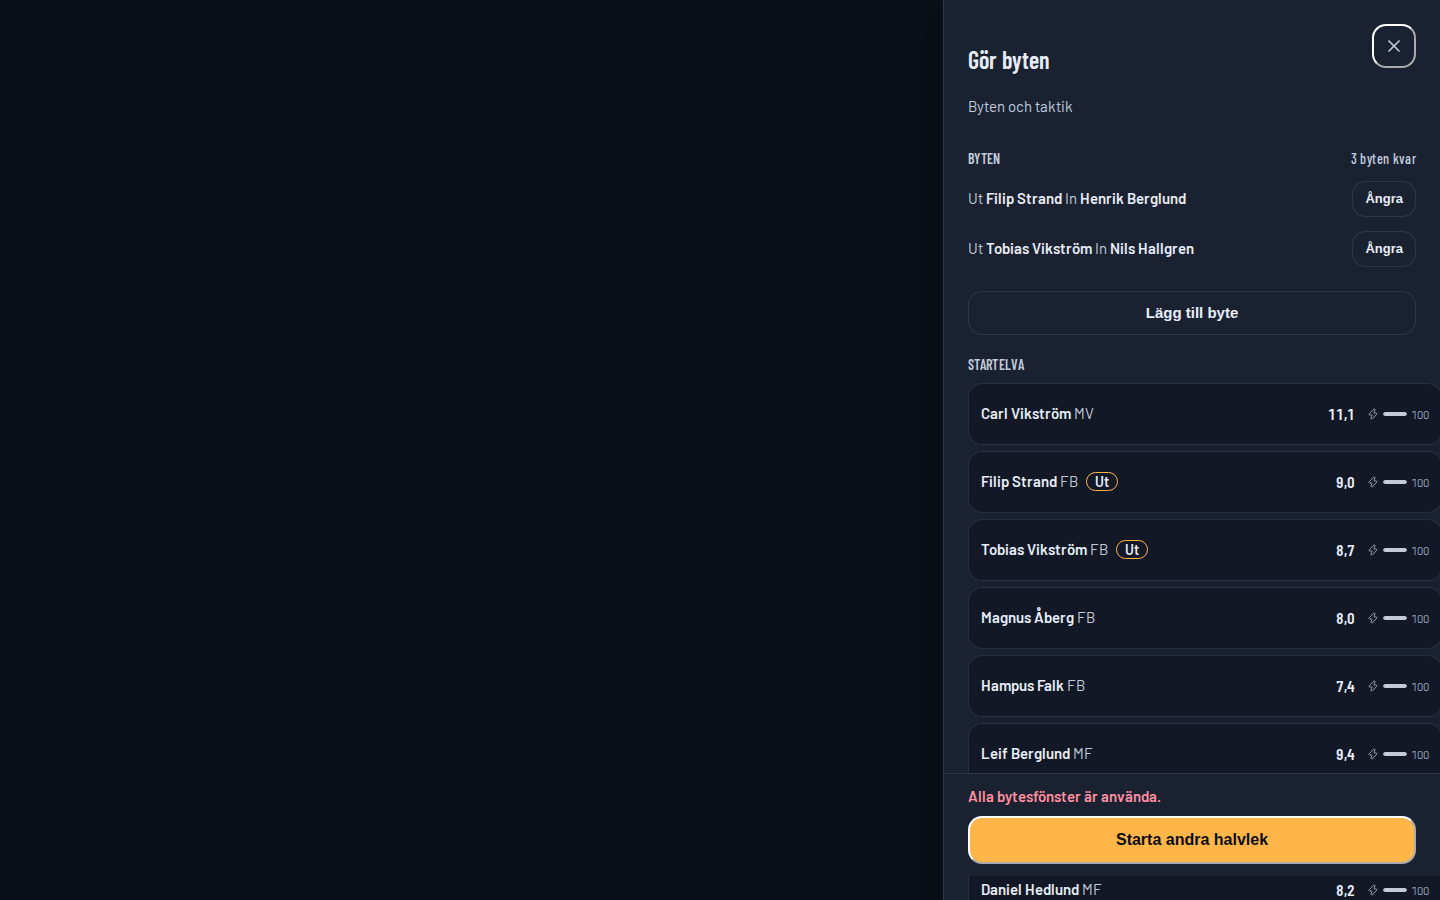 Gör byten
Byten och taktik
BYTEN 3 byten kvar
Ut Filip Strand In Henrik Berglund Ångra
Ut Tobias Vikström In Nils Hallgren Ångra
Lägg till byte
STARTELVA
Carl Vikström MV 11,1 100
Filip Strand FB Ut 9,0 100
Tobias Vikström FB Ut 8,7 100
Magnus Åberg FB 8,0 100
Hampus Falk FB 7,4 100
Leif Berglund MF 9,4 100
Alla bytesfönster är använda.
Starta andra halvlek
Daniel Hedlund MF 8,2 100